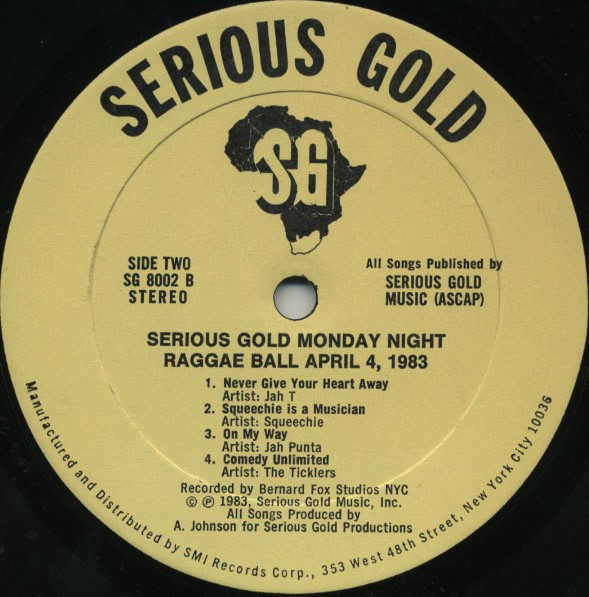 SERIOUS GOLD
SG
SIDE TWO
SG 8002 B
STEREO
All Songs Published by
SERIOUS GOLD
MUSIC (ASCAP)
SERIOUS GOLD MONDAY NIGHT
RAGGAE BALL APRIL 4, 1983
1. Never Give Your Heart Away
Artist: Jah T
2. Squeechie is a Musician
Artist: Squeechie
3. On My Way
Artist: Jah Punta
4. Comedy Unlimited
Artist: The Ticklers
Recorded by Bernard Fox Studios NYC
© ℗ 1983, Serious Gold Music, Inc.
All Songs Produced by
A. Johnson for Serious Gold Productions
Manufactured and Distributed by SMI Records Corp., 353 West 48th Street, New York City 10036